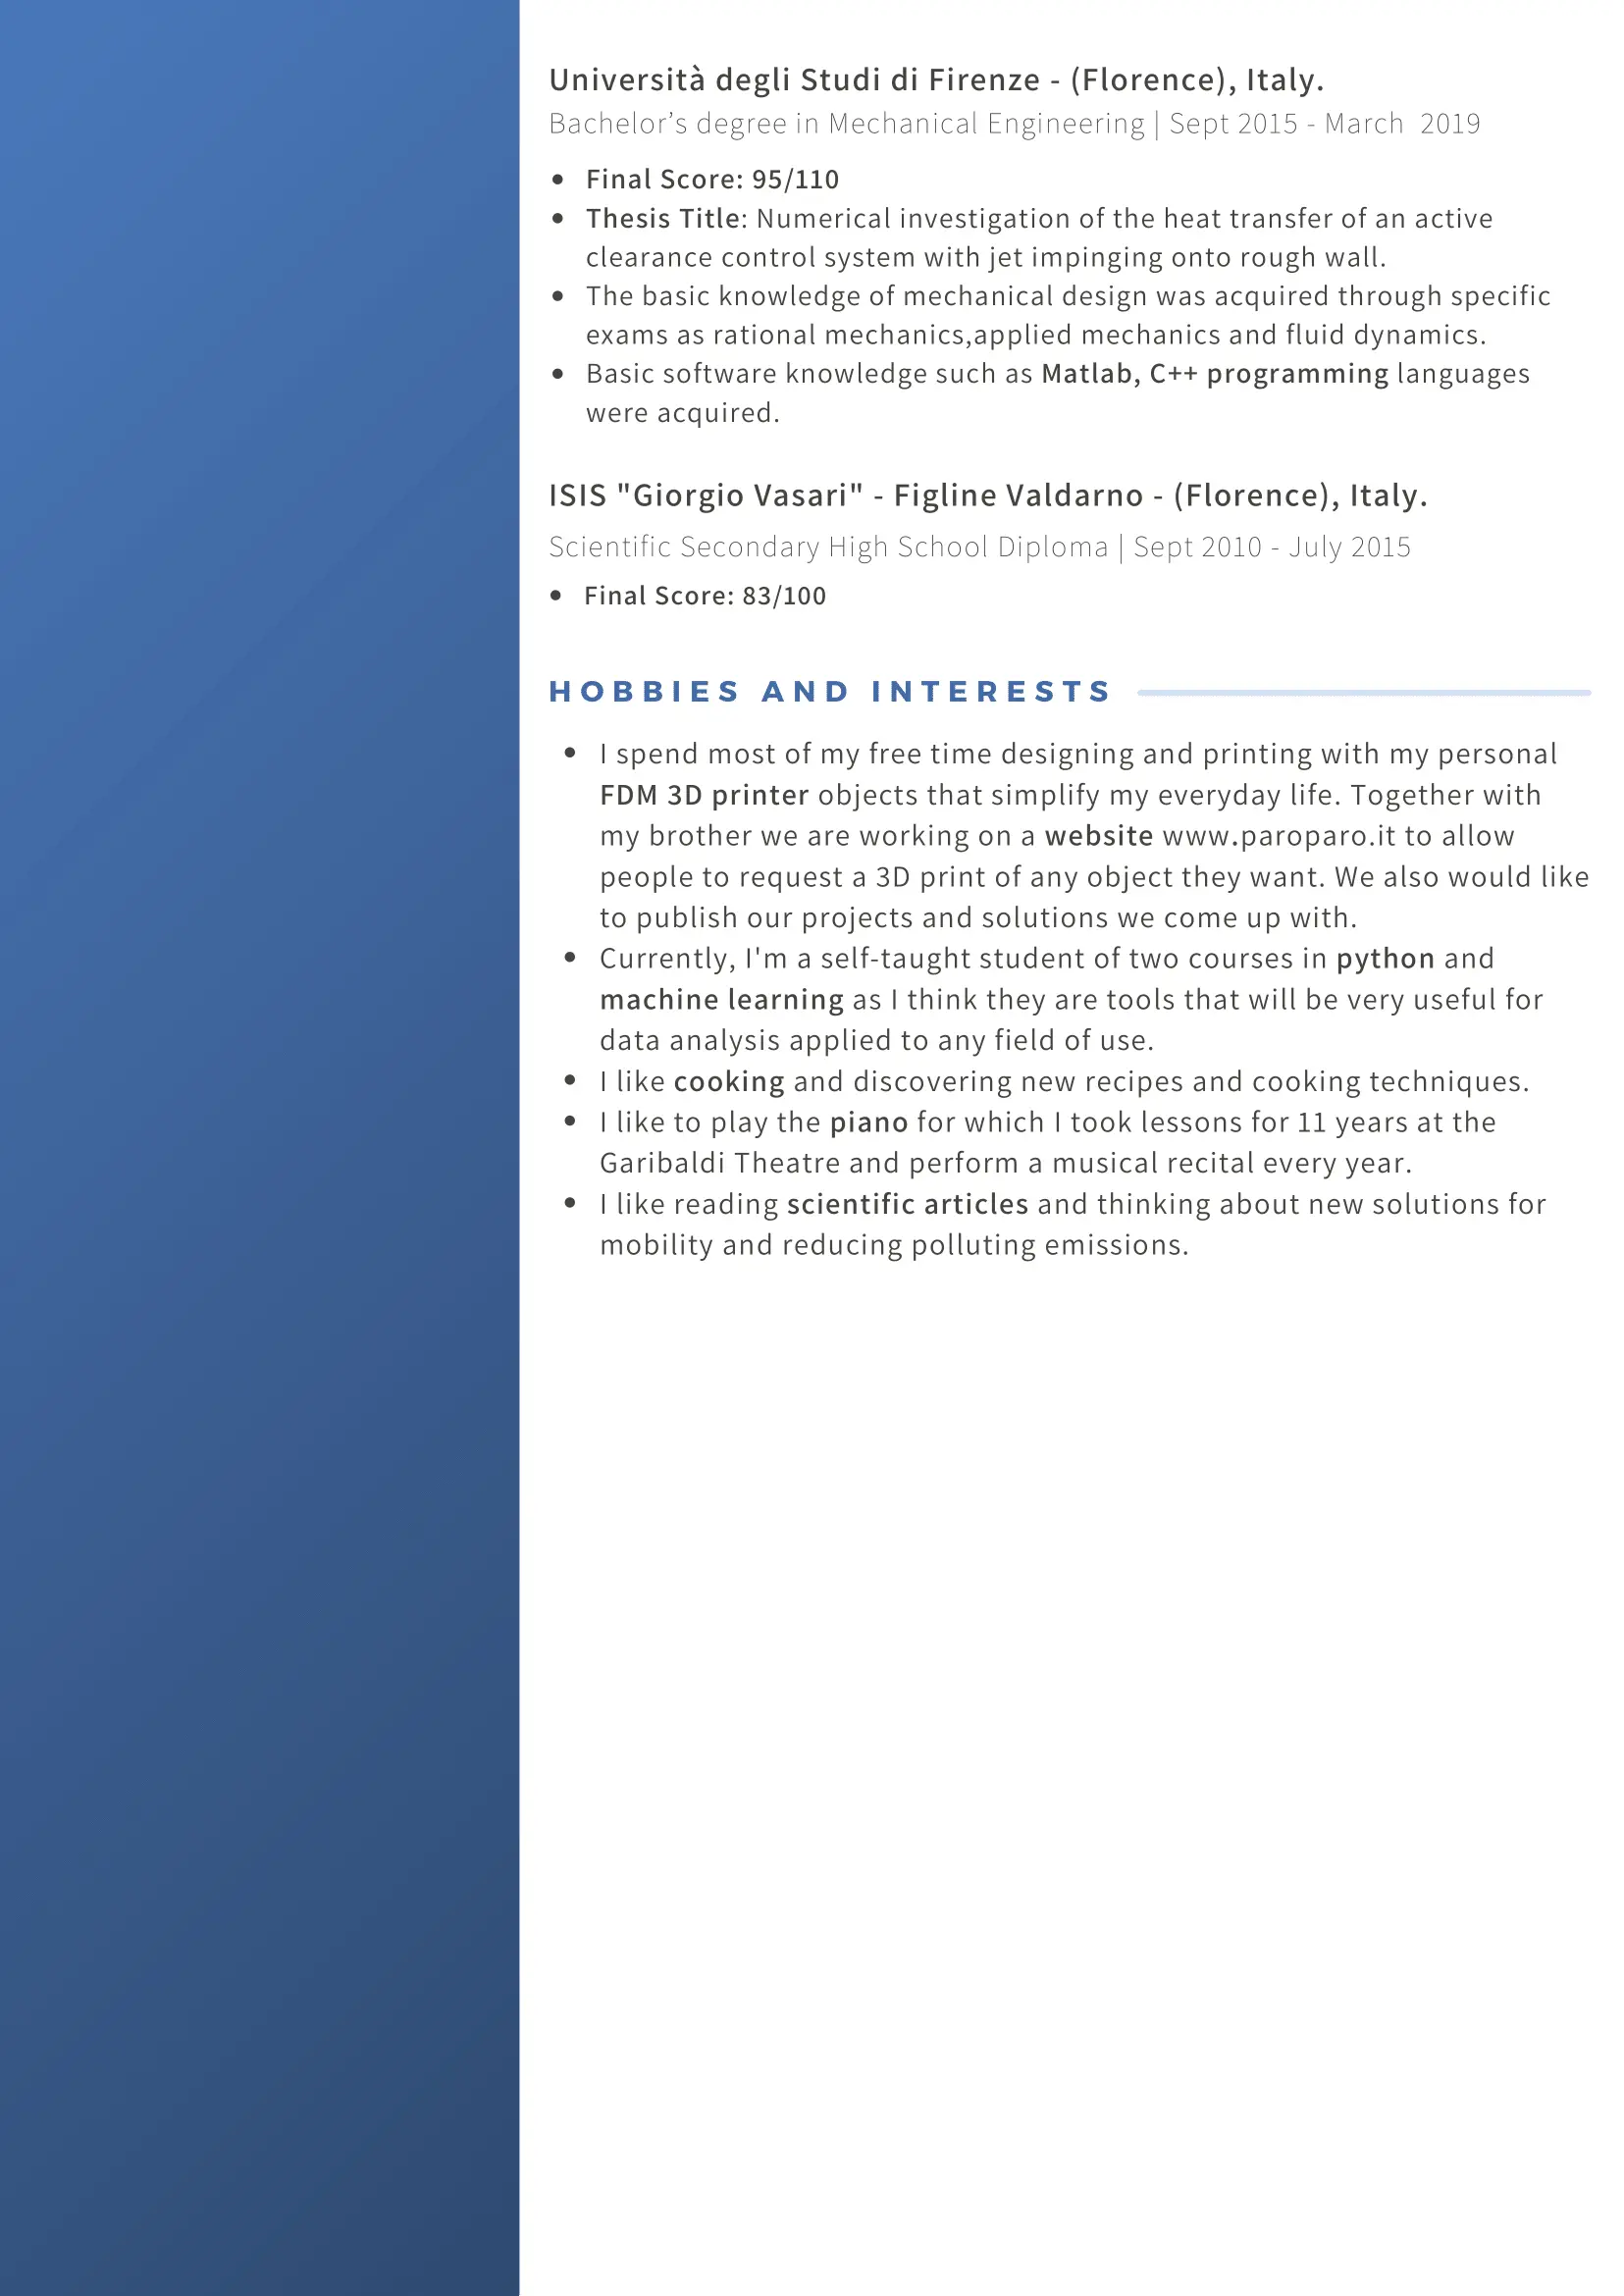 Università degli Studi di Firenze - (Florence), Italy.
Bachelor’s degree in Mechanical Engineering | Sept 2015 - March  2019
• Final Score: 95/110
• Thesis Title: Numerical investigation of the heat transfer of an active
clearance control system with jet impinging onto rough wall.
• The basic knowledge of mechanical design was acquired through specific
exams as rational mechanics,applied mechanics and fluid dynamics.
• Basic software knowledge such as Matlab, C++ programming languages
were acquired.
ISIS "Giorgio Vasari" - Figline Valdarno - (Florence), Italy.
Scientific Secondary High School Diploma | Sept 2010 - July 2015
• Final Score: 83/100
HOBBIES AND INTERESTS
• I spend most of my free time designing and printing with my personal
FDM 3D printer objects that simplify my everyday life. Together with
my brother we are working on a website www.paroparo.it to allow
people to request a 3D print of any object they want. We also would like
to publish our projects and solutions we come up with.
• Currently, I'm a self-taught student of two courses in python and
machine learning as I think they are tools that will be very useful for
data analysis applied to any field of use.
• I like cooking and discovering new recipes and cooking techniques.
• I like to play the piano for which I took lessons for 11 years at the
Garibaldi Theatre and perform a musical recital every year.
• I like reading scientific articles and thinking about new solutions for
mobility and reducing polluting emissions.